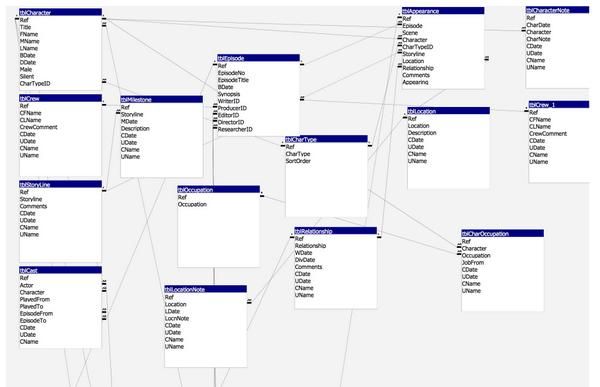 tblCharacter
Ref
Title
FName
MName
LName
BDate
DDate
Male
Silent
CharTypeID
tblCrew
Ref
CFName
CLName
CrewComment
CDate
UDate
CName
UName
tblStoryLine
Ref
Storyline
Comments
CDate
UDate
CName
UName
tblCast
Ref
Actor
Character
PlayedFrom
PlayedTo
EpisodeFrom
EpisodeTo
CDate
UDate
CName
tblMilestone
Ref
Storyline
MDate
Description
CDate
UDate
CName
UName
tblEpisode
Ref
EpisodeNo
EpisodeTitle
BDate
Synopsis
WriterID
ProducerID
EditorID
DirectorID
ResearcherID
tblOccupation
Ref
Occupation
tblLocationNote
Ref
Location
LDate
LocnNote
CDate
UDate
CName
UName
tblCharType
Ref
CharType
SortOrder
tblRelationship
Ref
Relationship
WDate
DivDate
Comments
CDate
UDate
CName
UName
tblAppearance
Ref
Episode
Scene
Character
CharTypeID
Storyline
Location
Relationship
Comments
Appearing
tblLocation
Ref
Location
Description
CDate
UDate
CName
UName
tblCharOccupation
Ref
Character
Occupation
JobFrom
CDate
UDate
CName
UName
tblCharacterNote
Ref
CharDate
Character
CharNote
CDate
UDate
CName
UName
tblCrew_1
Ref
CFName
CLName
CrewComment
CDate
UDate
CName
UName